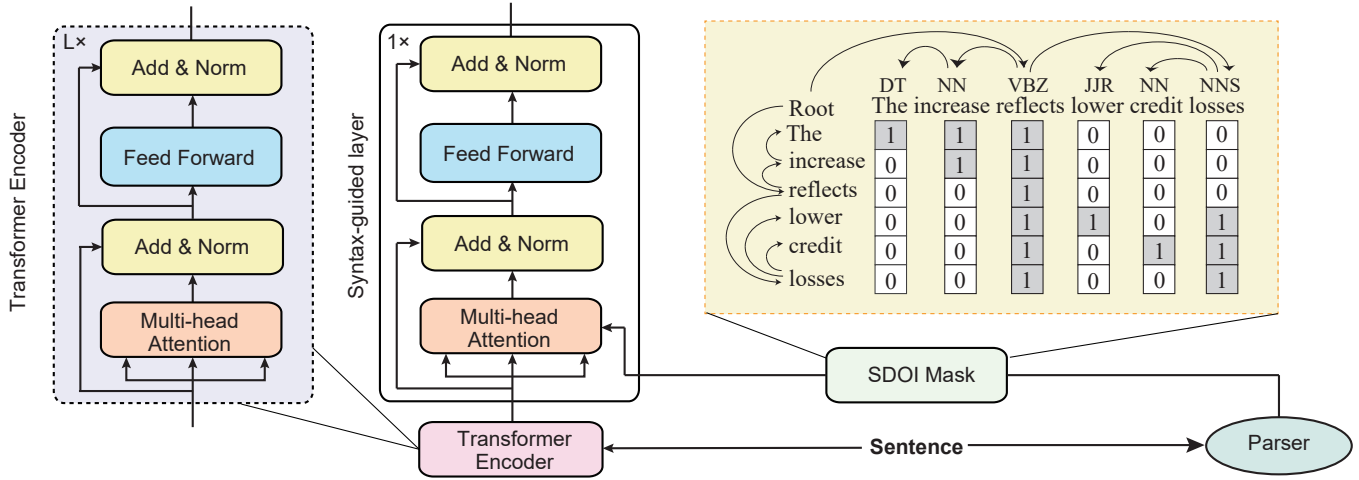 Transformer Encoder
L×
Add & Norm
Feed Forward
Add & Norm
Multi-head
Attention
Syntax-guided layer
1×
Add & Norm
Feed Forward
Add & Norm
Multi-head
Attention
Transformer
Encoder
DT NN VBZ JJR NN NNS
Root The increase reflects lower credit losses
The 1 1 1 0 0 0
increase 0 1 1 0 0 0
reflects 0 0 1 0 0 0
lower 0 0 1 1 0 1
credit 0 0 1 0 1 1
losses 0 0 1 0 0 1
SDOI Mask
Sentence
Parser